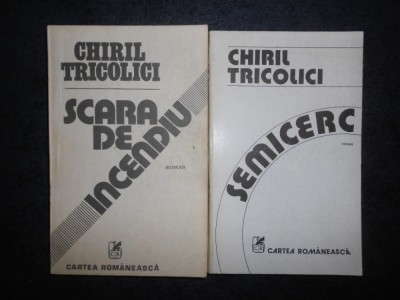 CHIRIL
TRICOLICI
SCARA
DE
INCENDIU
ROMAN
CARTEA ROMÂNEASCĂ
CHIRIL
TRICOLICI
SEMICERC
CARTEA ROMÂNEASCĂ